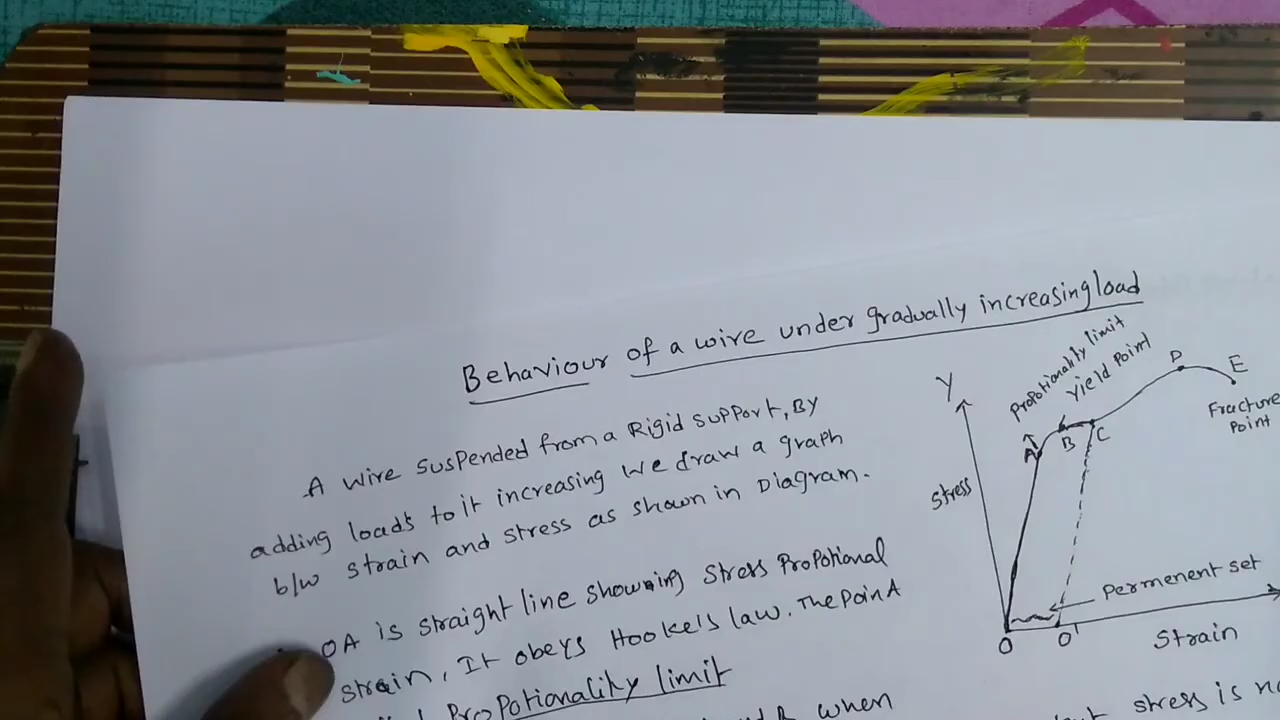 Behaviour of a wire under gradually increasing load
A wire suspended from a Rigid support, By
adding loads to it increasing we draw a graph
b/w strain and stress as shown in Diagram.
OA is straight line showing stress Propotional
strain, It obeys Hooke's law. The Poin A
Propotionality limit
when
stress is
Y
Stress
Propotionality limit
Yield Point
A
B
C
D
E
Fracture
Point
Permenent set
O
O'
Strain